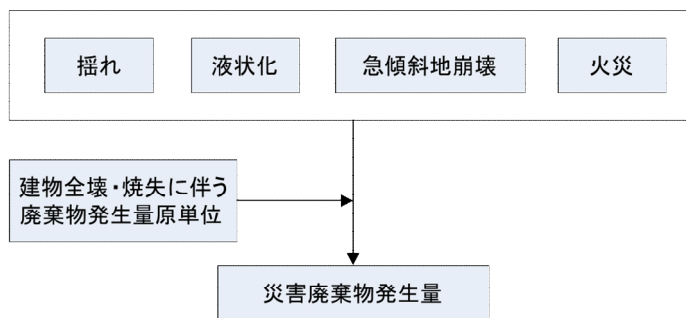 揺れ
液状化
急傾斜地崩壊
火災
建物全壊・焼失に伴う
廃棄物発生量原単位
災害廃棄物発生量